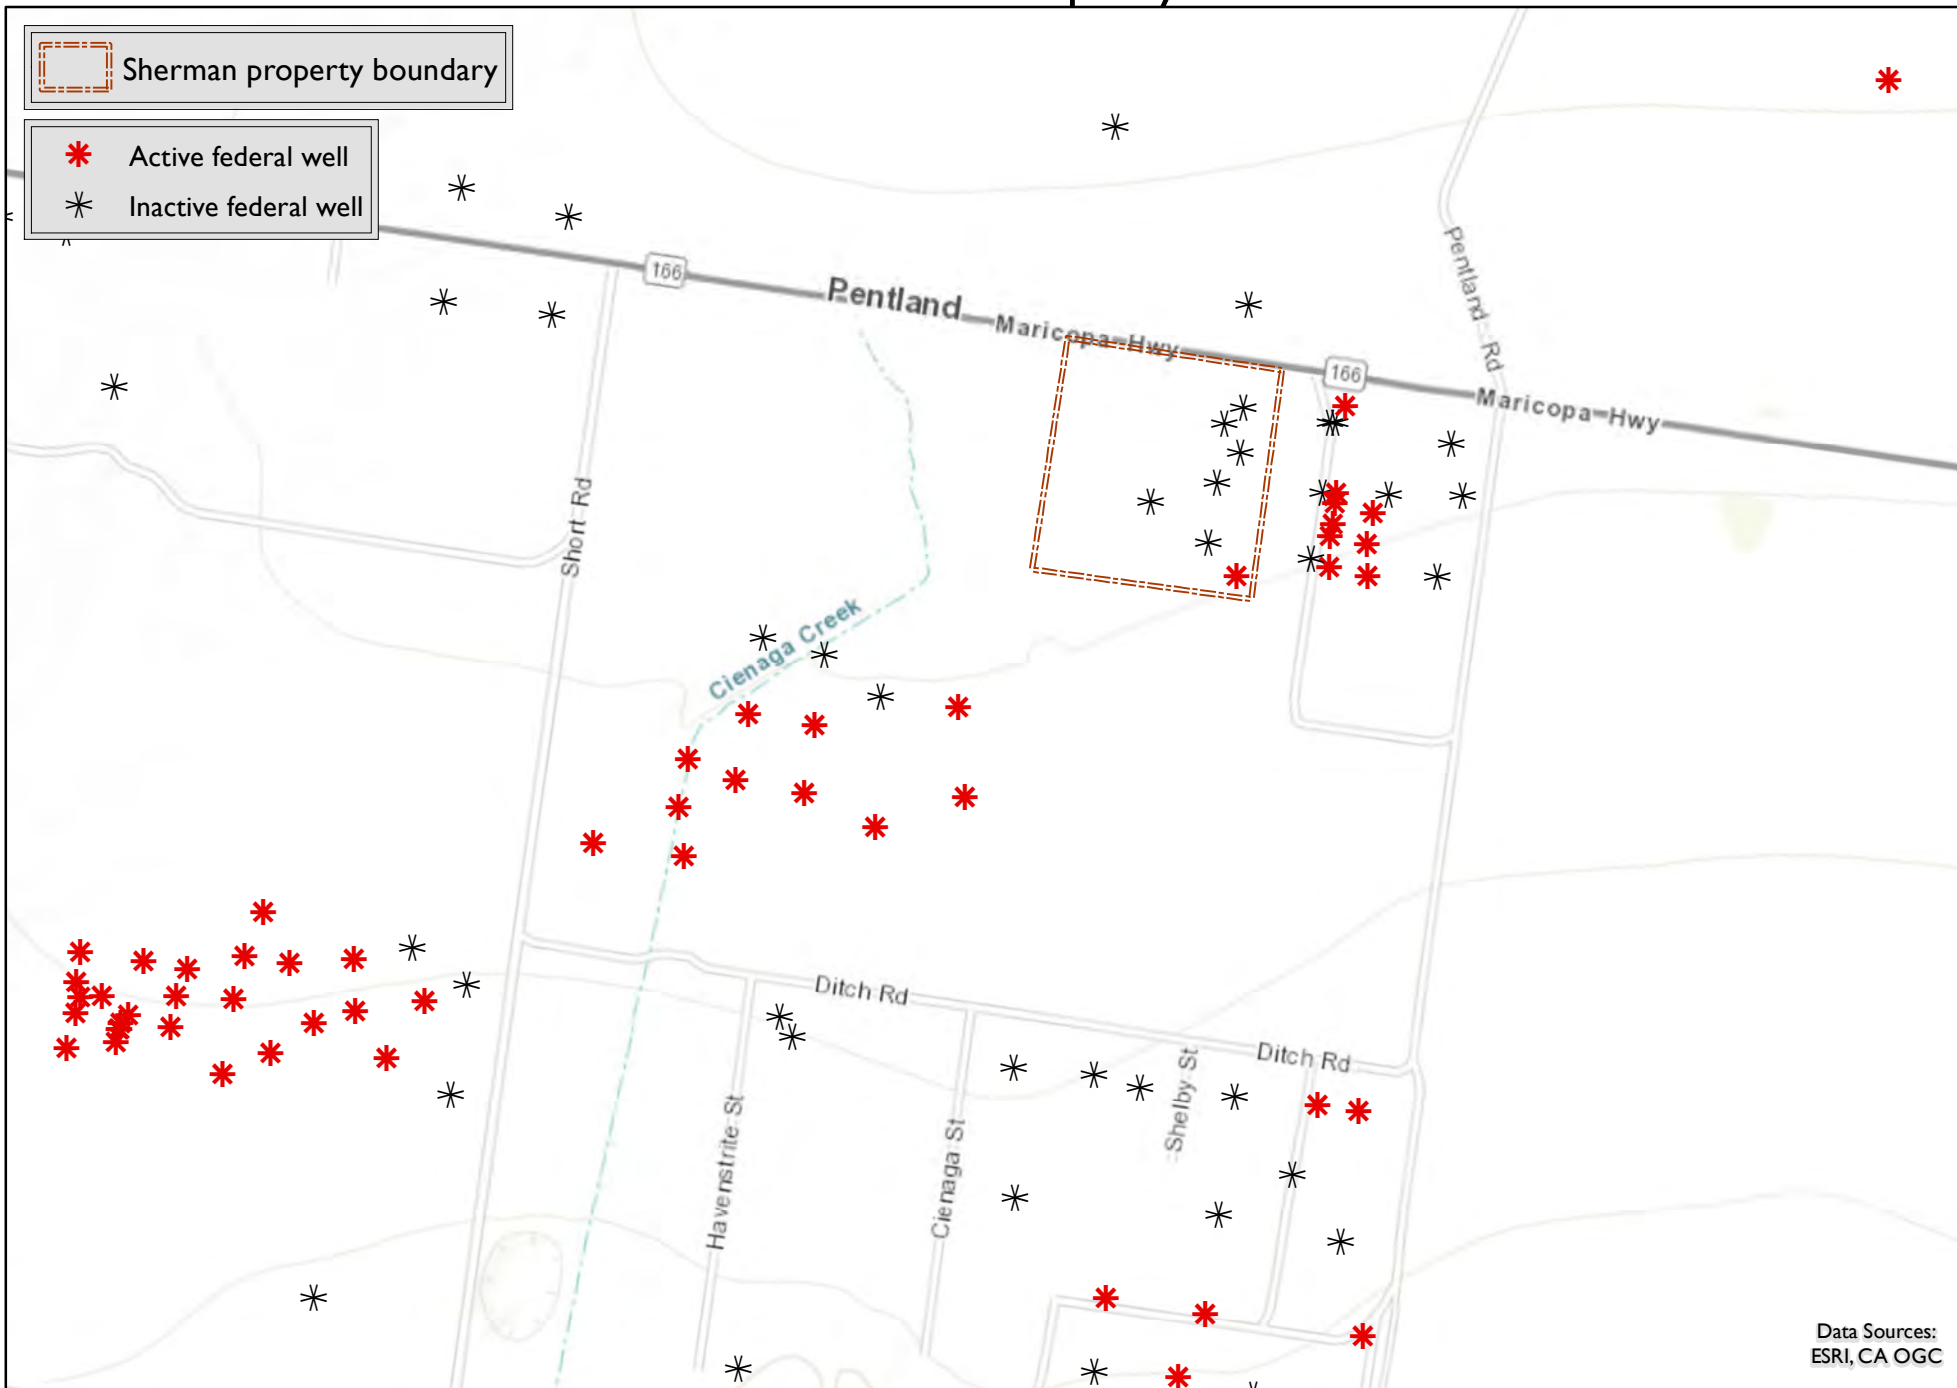 Sherman property boundary
Active federal well
Inactive federal well
166
Pentland
Maricopa Hwy
166
Maricopa Hwy
Pentland Rd
Short Rd
Cienaga Creek
Ditch Rd
Ditch Rd
Shelby St
Havenstrite St
Cienaga St
Data Sources:
ESRI, CA OGC